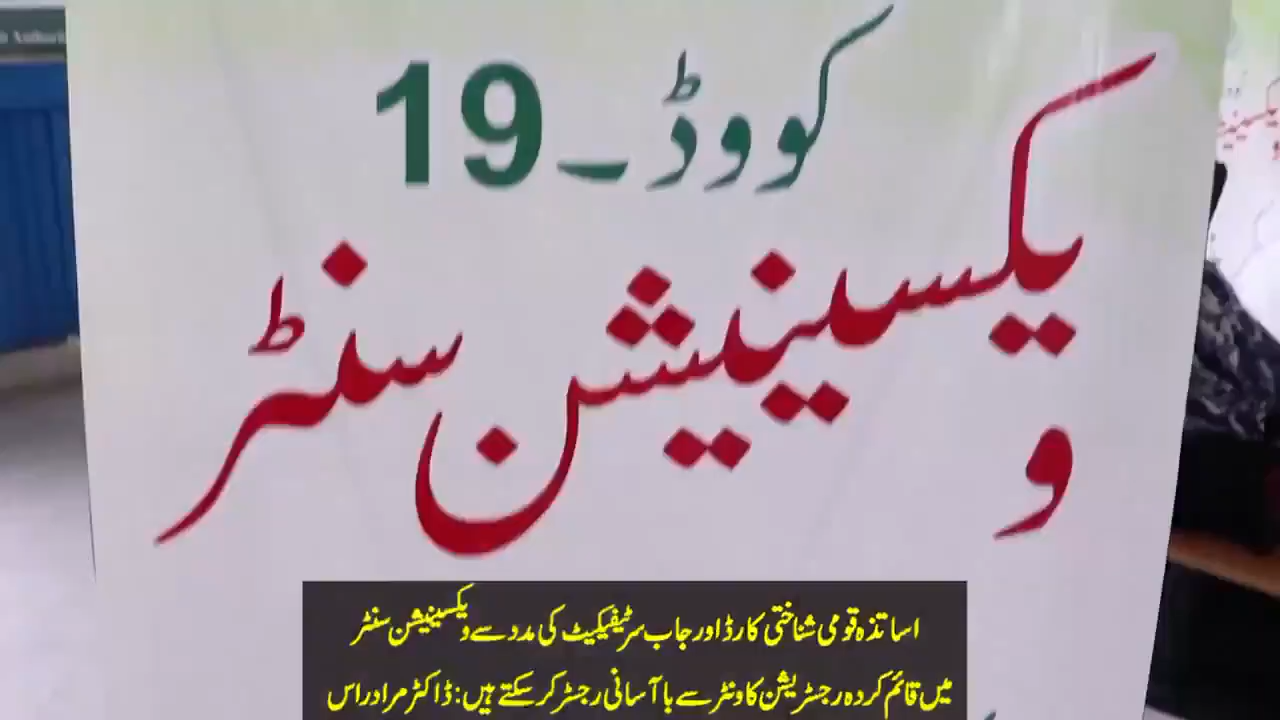 کووڈ۔19
ویکسینیشن سنٹر
اساتذہ قومی شناختی کارڈ اور جاب سرٹیفیکیٹ کی مدد سے ویکسینیشن سنٹر
میں قائم کردہ رجسٹریشن کاونٹر سے باآسانی رجسٹر کرسکتے ہیں: ڈاکٹر مراد راس